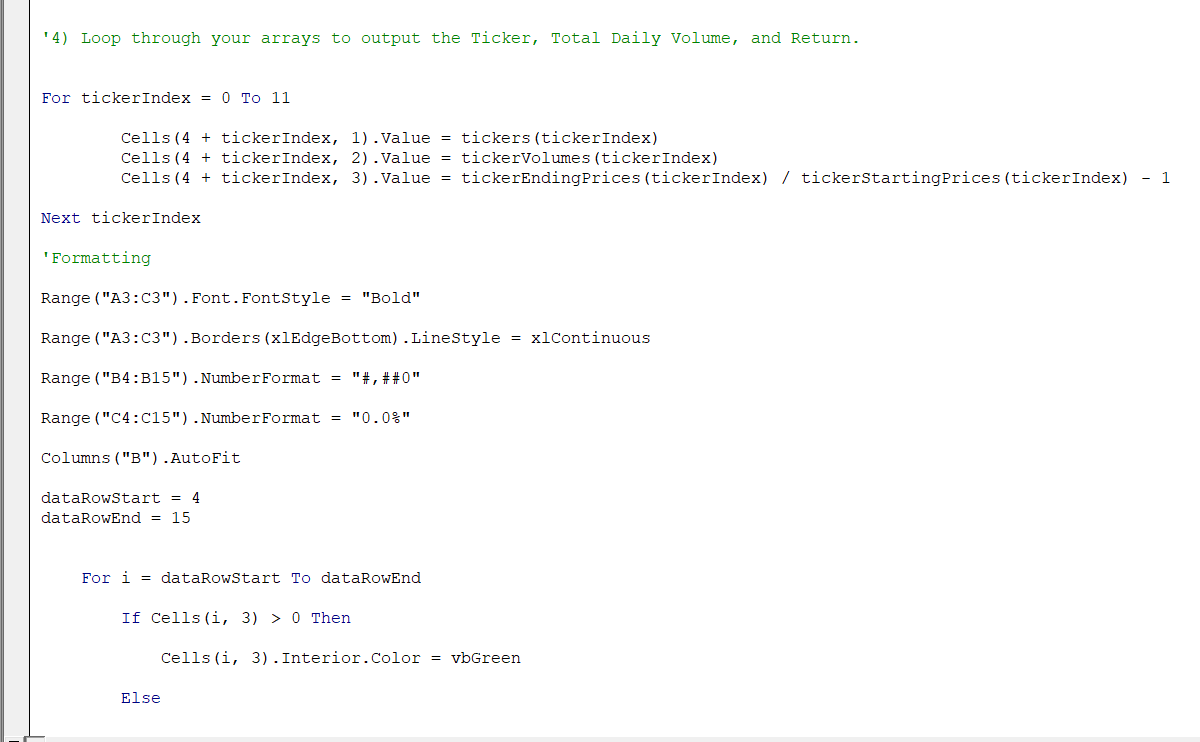 '4) Loop through your arrays to output the Ticker, Total Daily Volume, and Return.
For tickerIndex = 0 To 11
Cells(4 + tickerIndex, 1).Value = tickers(tickerIndex)
Cells(4 + tickerIndex, 2).Value = tickerVolumes(tickerIndex)
Cells(4 + tickerIndex, 3).Value = tickerEndingPrices(tickerIndex) / tickerStartingPrices(tickerIndex) - 1
Next tickerIndex
'Formatting
Range("A3:C3").Font.FontStyle = "Bold"
Range("A3:C3").Borders(xlEdgeBottom).LineStyle = xlContinuous
Range("B4:B15").NumberFormat = "#,##0"
Range("C4:C15").NumberFormat = "0.0%"
Columns("B").AutoFit
dataRowStart = 4
dataRowEnd = 15
For i = dataRowStart To dataRowEnd
If Cells(i, 3) > 0 Then
Cells(i, 3).Interior.Color = vbGreen
Else